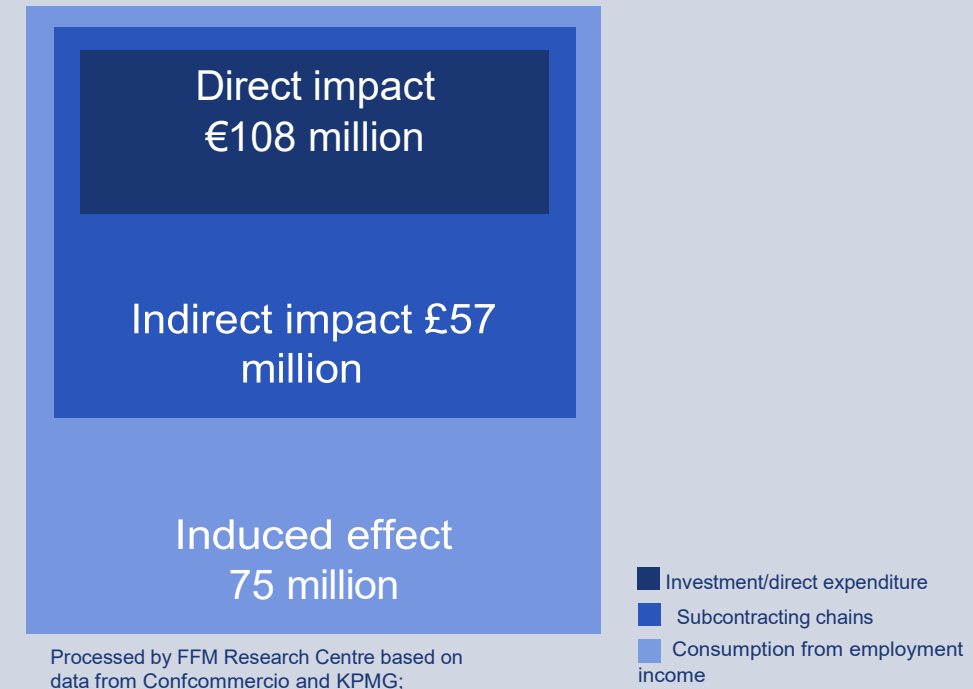 Direct impact
€108 million
Indirect impact £57
million
Induced effect
75 million
Investment/direct expenditure
Subcontracting chains
Consumption from employment
income
Processed by FFM Research Centre based on
data from Confcommercio and KPMG;